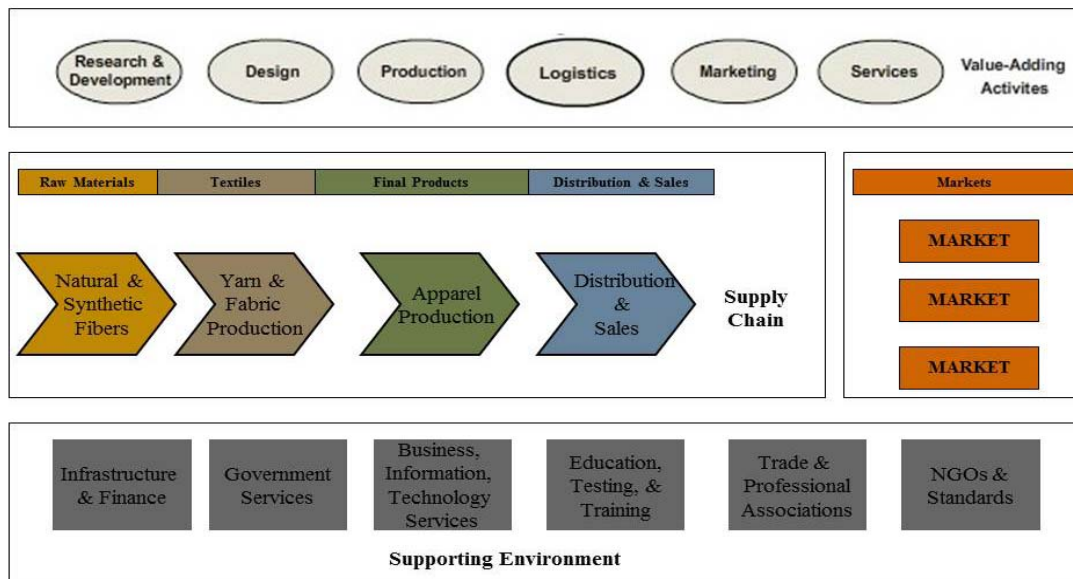 Research &
Development
Design
Production
Logistics
Marketing
Services
Value-Adding
Activites
Raw Materials
Textiles
Final Products
Distribution & Sales
Markets
Natural &
Synthetic
Fibers
Yarn &
Fabric
Production
Apparel
Production
Distribution
&
Sales
Supply
Chain
MARKET
MARKET
MARKET
Infrastructure
& Finance
Government
Services
Business,
Information,
Technology
Services
Education,
Testing, &
Training
Trade &
Professional
Associations
NGOs &
Standards
Supporting Environment